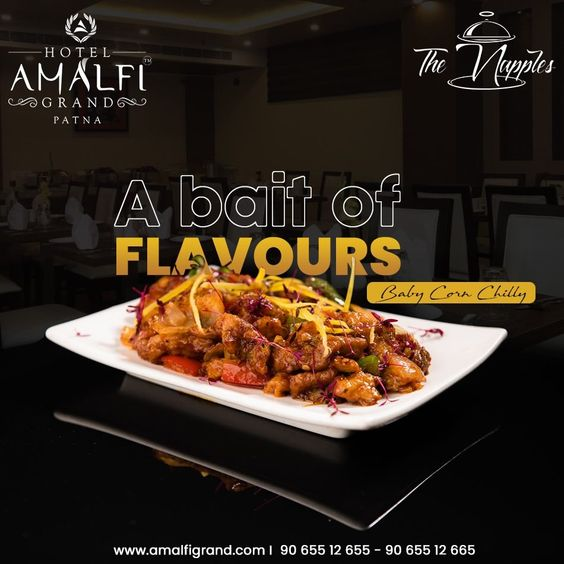 HOTEL
AMALFI
TM
GRAND
PATNA
The Napples
A bait of
FLAVOURS
Baby Corn Chilly
www.amalfigrand.com I 90 655 12 655 - 90 655 12 665